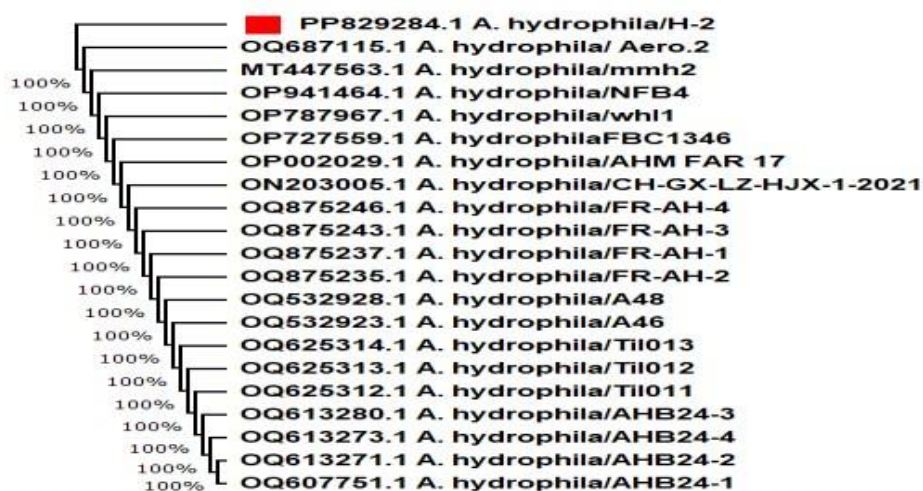 PP829284.1 A. hydrophila/H-2
OQ687115.1 A. hydrophila/ Aero.2
MT447563.1 A. hydrophila/mmh2
100%
OP941464.1 A. hydrophila/NFB4
100%
OP787967.1 A. hydrophila/whl1
100%
OP727559.1 A. hydrophilaFBC1346
100%
OP002029.1 A. hydrophila/AHM FAR 17
100%
ON203005.1 A. hydrophila/CH-GX-LZ-HJX-1-2021
100%
OQ875246.1 A. hydrophila/FR-AH-4
100%
OQ875243.1 A. hydrophila/FR-AH-3
100%
OQ875237.1 A. hydrophila/FR-AH-1
100%
OQ875235.1 A. hydrophila/FR-AH-2
100%
OQ532928.1 A. hydrophila/A48
100%
OQ532923.1 A. hydrophila/A46
100%
OQ625314.1 A. hydrophila/Til013
100%
OQ625313.1 A. hydrophila/Til012
100%
OQ625312.1 A. hydrophila/Til011
100%
OQ613280.1 A. hydrophila/AHB24-3
100%
OQ613273.1 A. hydrophila/AHB24-4
100%
OQ613271.1 A. hydrophila/AHB24-2
100%
OQ607751.1 A. hydrophila/AHB24-1
100%